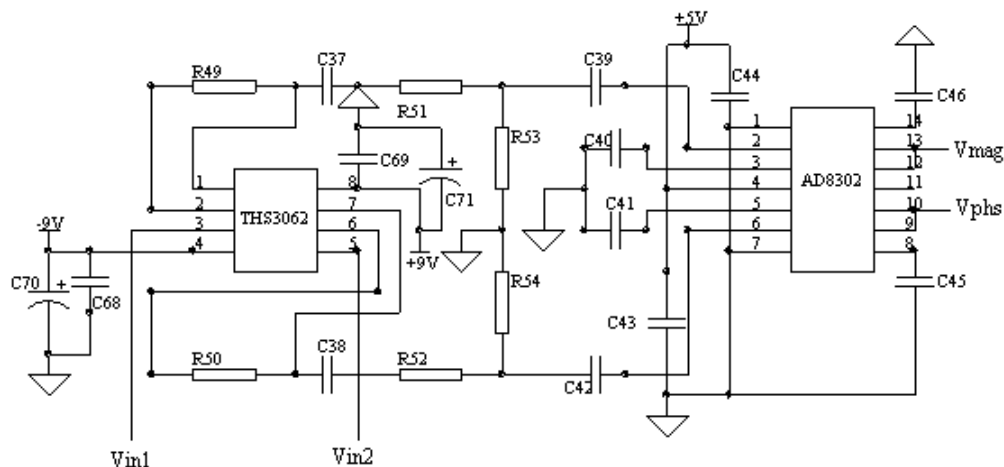 +5V
R49
C37
C39
C44
C46
R51
1
14
2
13
Vmag
R53
C40
3
12
C69
4
AD8302
11
1
8
C71
C41
5
10
Vphs
2
THS3062
7
6
9
-9V
3
6
7
8
4
5
+9V
C70
+
C68
+
R54
C43
C45
R50
C38
R52
C42
Vin1
Vin2